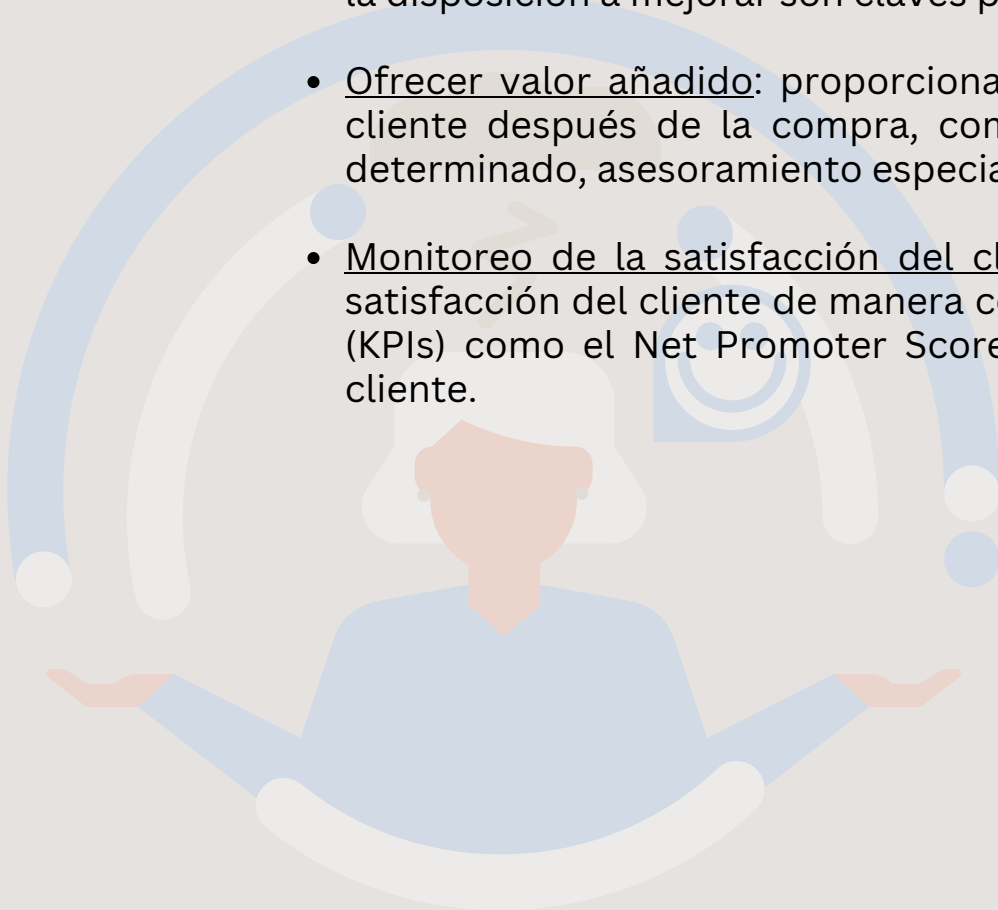 la disposición a mejorar son claves p
• Ofrecer valor añadido: proporciona
cliente después de la compra, con
determinado, asesoramiento especia
• Monitoreo de la satisfacción del cl
satisfacción del cliente de manera c
(KPIs) como el Net Promoter Score
cliente.